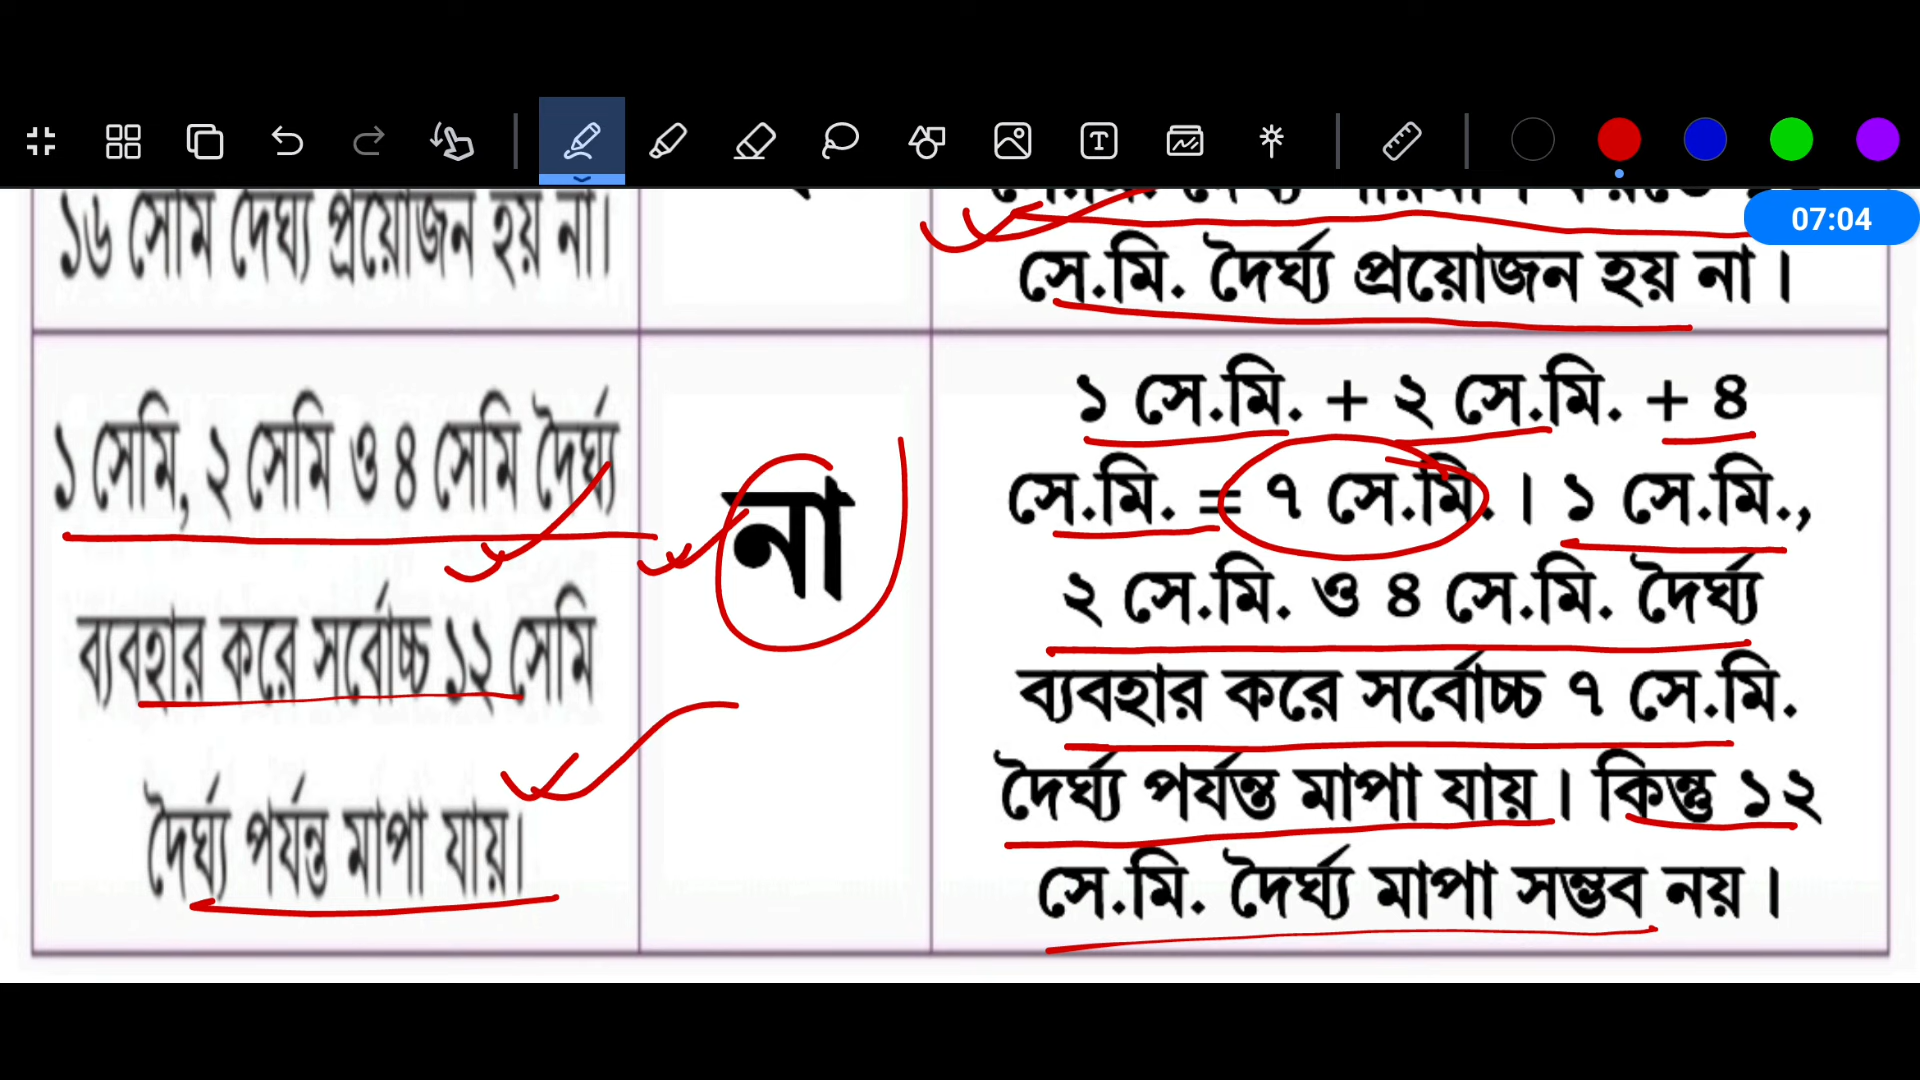 07:04
১৬ সেমি দৈর্ঘ্য প্রয়োজন হয় না।
সে.মি. দৈর্ঘ্য প্রয়োজন হয় না।
১ সেমি, ২ সেমি ও ৪ সেমি দৈর্ঘ্য
ব্যবহার করে সর্বোচ্চ ১২ সেমি
দৈর্ঘ্য পর্যন্ত মাপা যায়।
না
১ সে.মি. + ২ সে.মি. + ৪
সে.মি. = ৭ সে.মি. । ১ সে.মি.,
২ সে.মি. ও ৪ সে.মি. দৈর্ঘ্য
ব্যবহার করে সর্বোচ্চ ৭ সে.মি.
দৈর্ঘ্য পর্যন্ত মাপা যায়। কিন্তু ১২
সে.মি. দৈর্ঘ্য মাপা সম্ভব নয়।